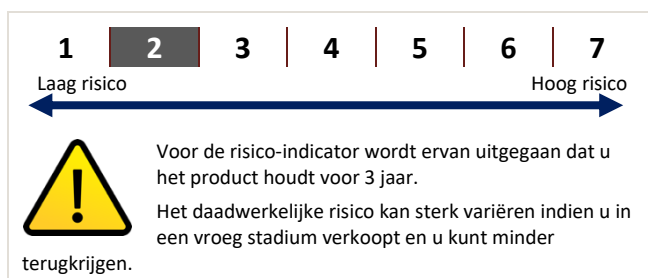 1 2 3 4 5 6 7
Laag risico Hoog risico
Voor de risico-indicator wordt ervan uitgegaan dat u
het product houdt voor 3 jaar.
Het daadwerkelijke risico kan sterk variëren indien u in
een vroeg stadium verkoopt en u kunt minder
terugkrijgen.